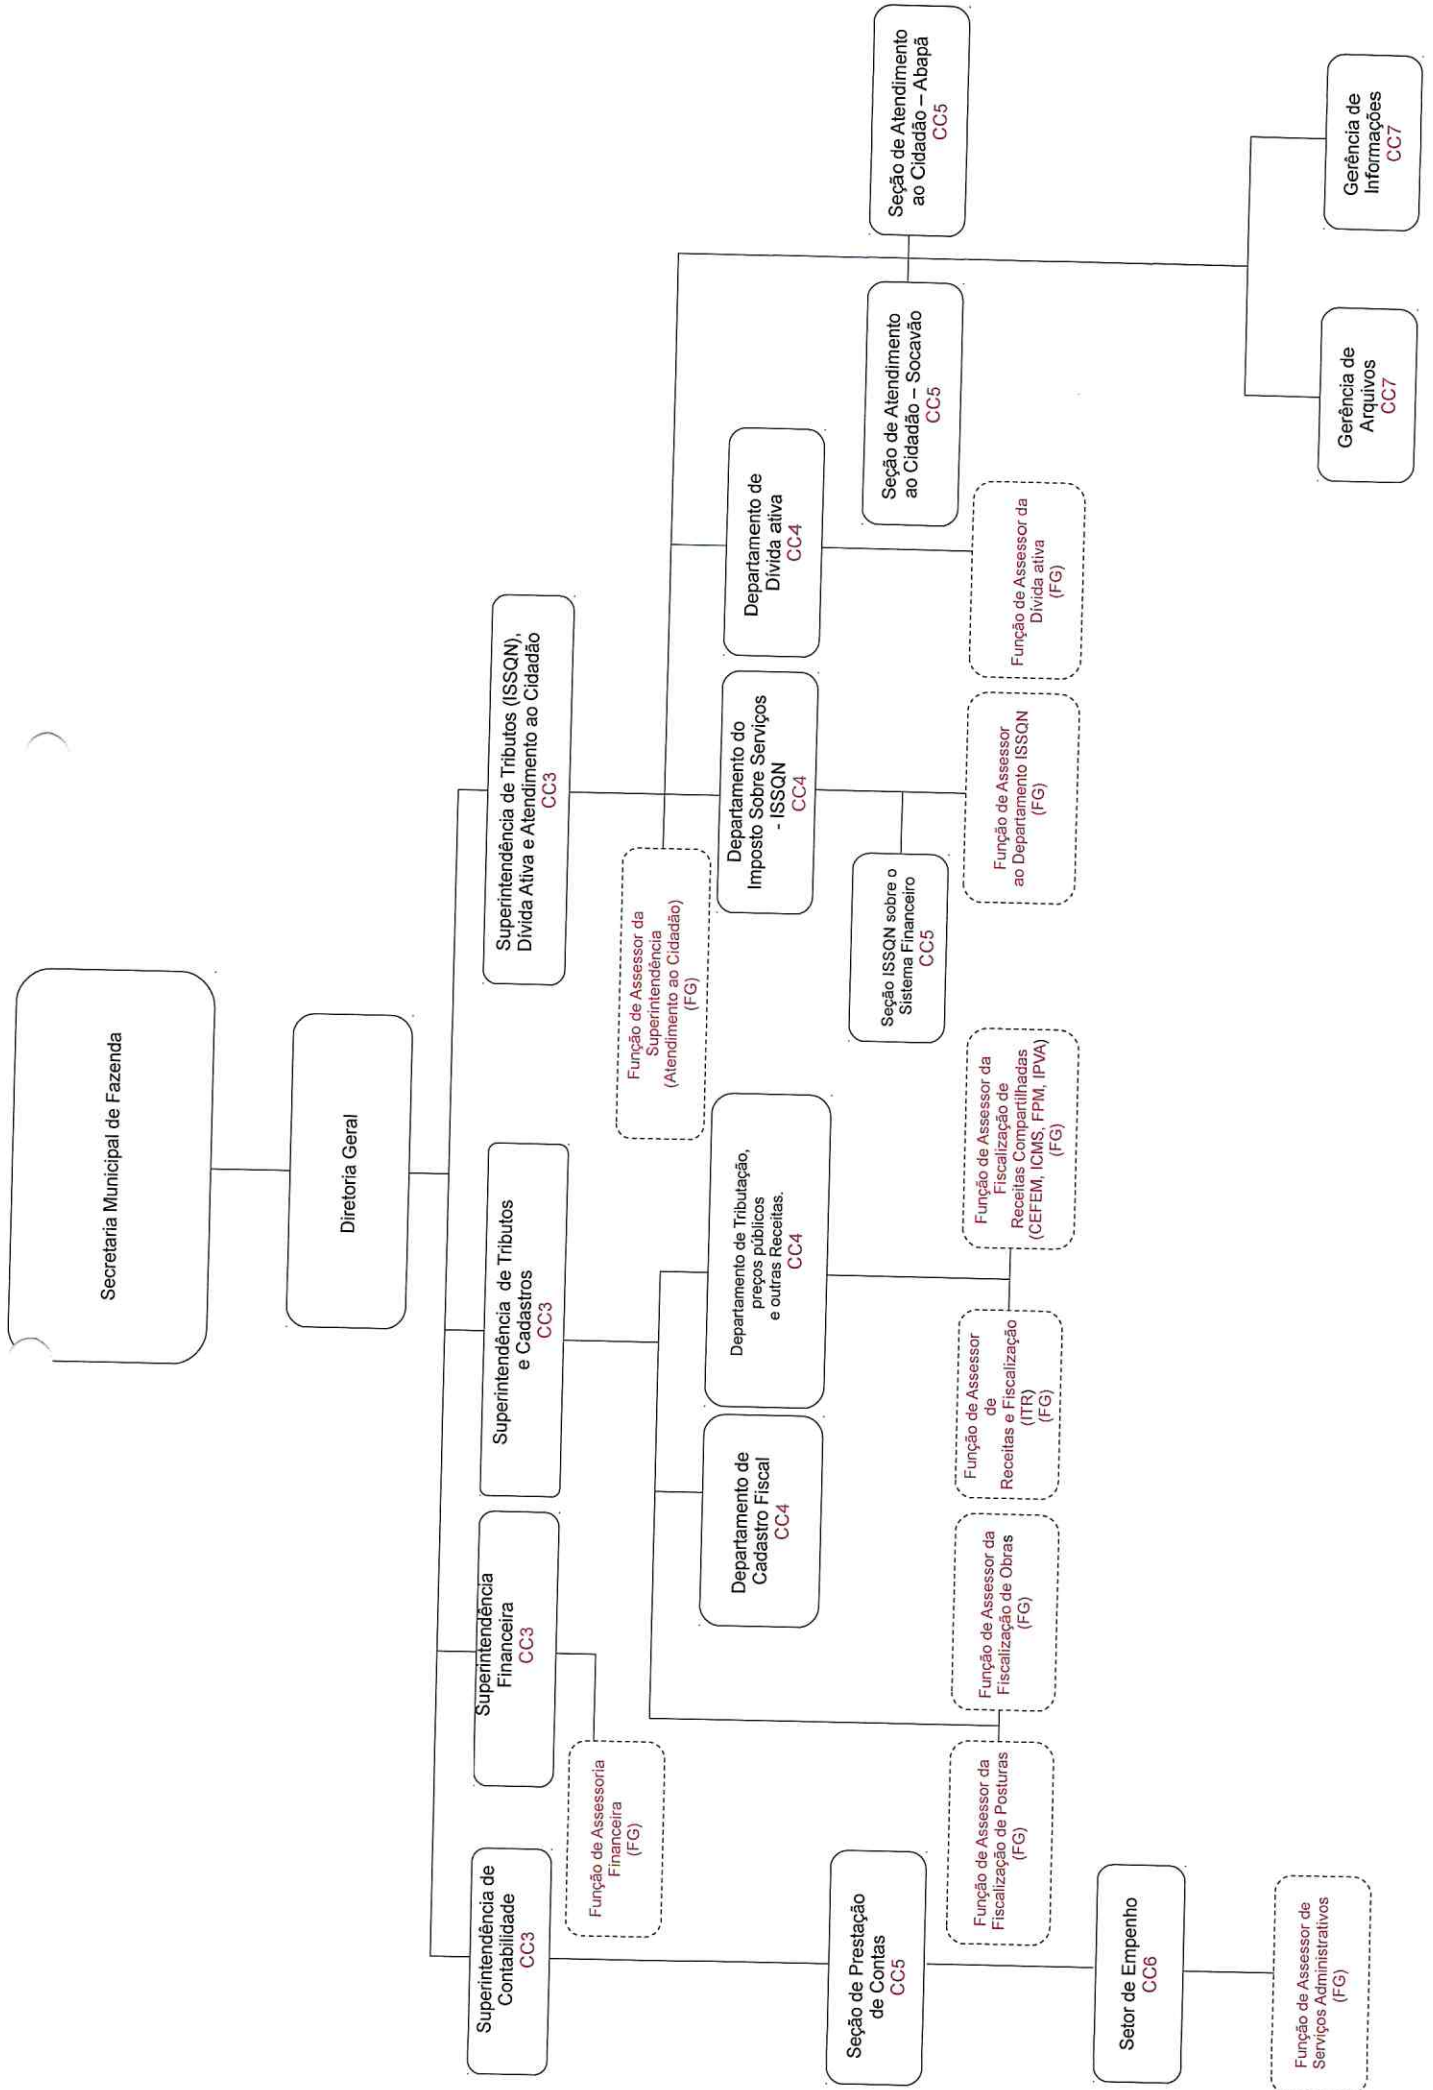 Secretaria Municipal de Fazenda
Diretoria Geral
Superintendência de
Contabilidade
CC3
Superintendência
Financeira
CC3
Superintendência de Tributos
e Cadastros
CC3
Superintendência de Tributos (ISSQN),
Dívida Ativa e Atendimento ao Cidadão
CC3
Função de Assessoria
Financeira
(FG)
Função de Assessor da
Superintendência
(Atendimento ao Cidadão)
(FG)
Departamento de
Cadastro Fiscal
CC4
Departamento de Tributação,
preços públicos
e outras Receitas.
CC4
Departamento do
Imposto Sobre Serviços
- ISSQN
CC4
Departamento de
Dívida ativa
CC4
Seção de Prestação
de Contas
CC5
Seção ISSQN sobre o
Sistema Financeiro
CC5
Seção de Atendimento
ao Cidadão – Socavão
CC5
Seção de Atendimento
ao Cidadão – Abapã
CC5
Função de Assessor da
Fiscalização de Posturas
(FG)
Função de Assessor da
Fiscalização de Obras
(FG)
Função de Assessor
de
Receitas e Fiscalização
(ITR)
(FG)
Função de Assessor da
Fiscalização de
Receitas Compartilhadas
(CEFEM, ICMS, FPM, IPVA)
(FG)
Função de Assessor
ao Departamento ISSQN
(FG)
Função de Assessor da
Dívida ativa
(FG)
Setor de Empenho
CC6
Função de Assessor de
Serviços Administrativos
(FG)
Gerência de
Arquivos
CC7
Gerência de
Informações
CC7